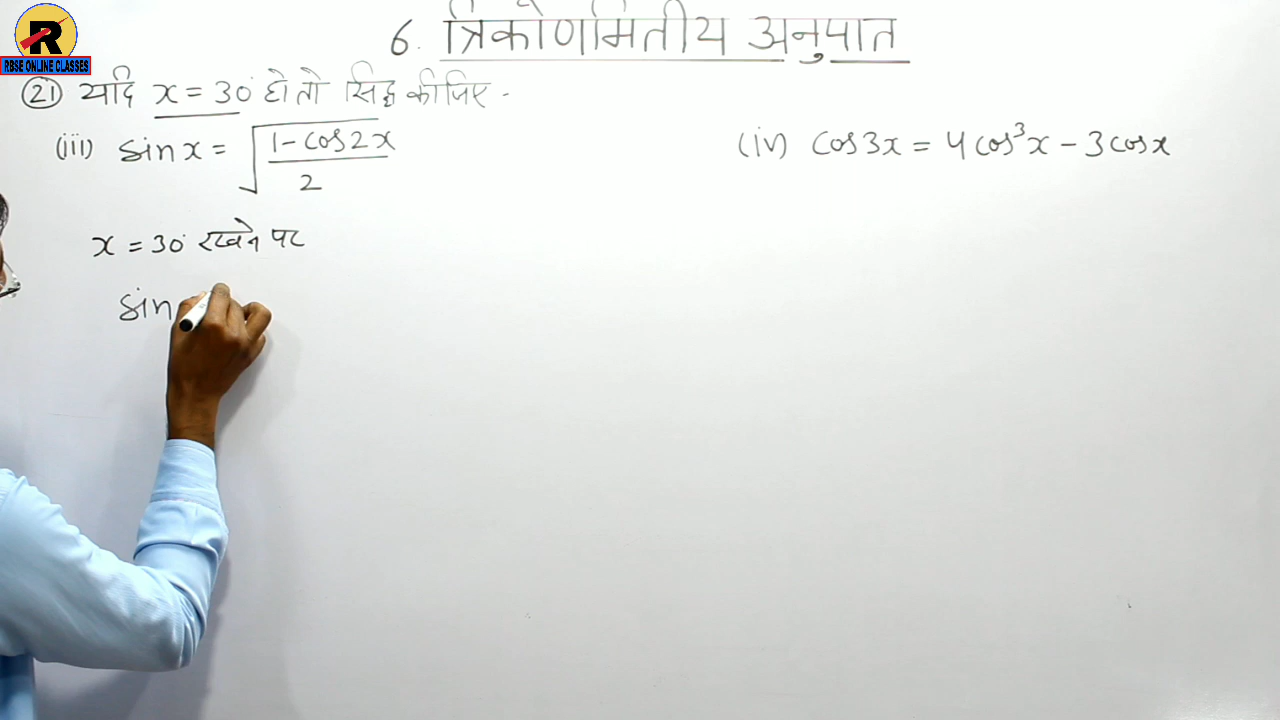 R
RBSE ONLINE CLASSES
6. त्रिकोणमितीय अनुपात
(21) यदि x = 30° हो तो सिद्ध कीजिए -
(iii) sin x = √((1 - cos 2x)/2)
(iv) cos 3x = 4 cos³x - 3 cos x
x = 30° रखने पर
sin